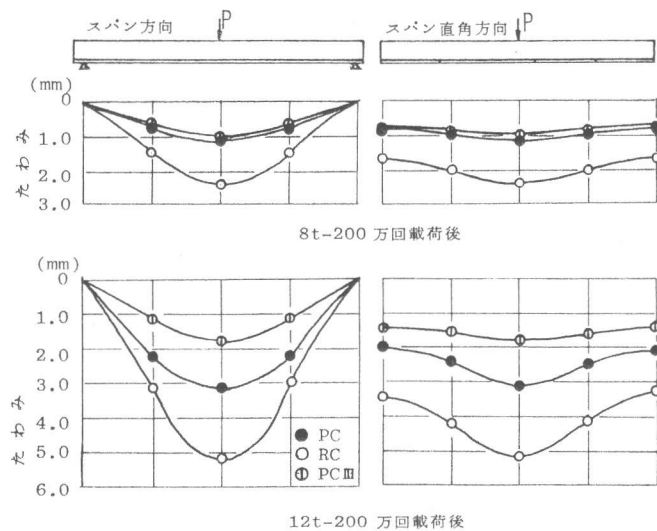 スパン方向
P
スパン直角方向
P
(mm)
0
1.0
2.0
3.0
たわみ
8t-200 万回載荷後
(mm)
0
1.0
2.0
3.0
4.0
5.0
6.0
たわみ
● PC
○ RC
PCⅢ
12t-200 万回載荷後